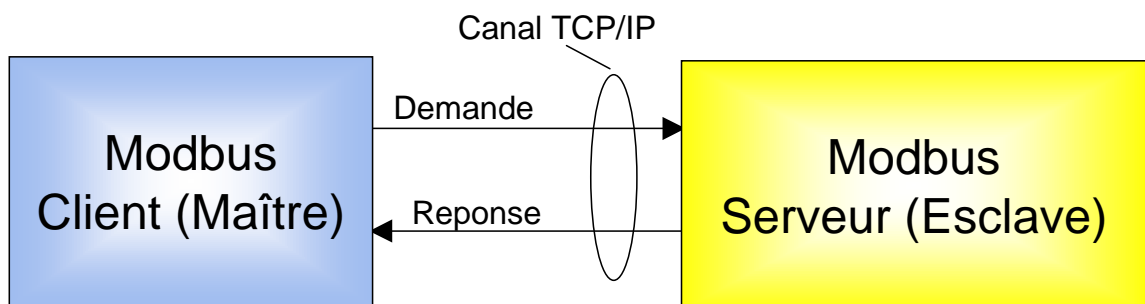 Canal TCP/IP
Demande
Modbus
Client (Maître)
Reponse
Modbus
Serveur (Esclave)